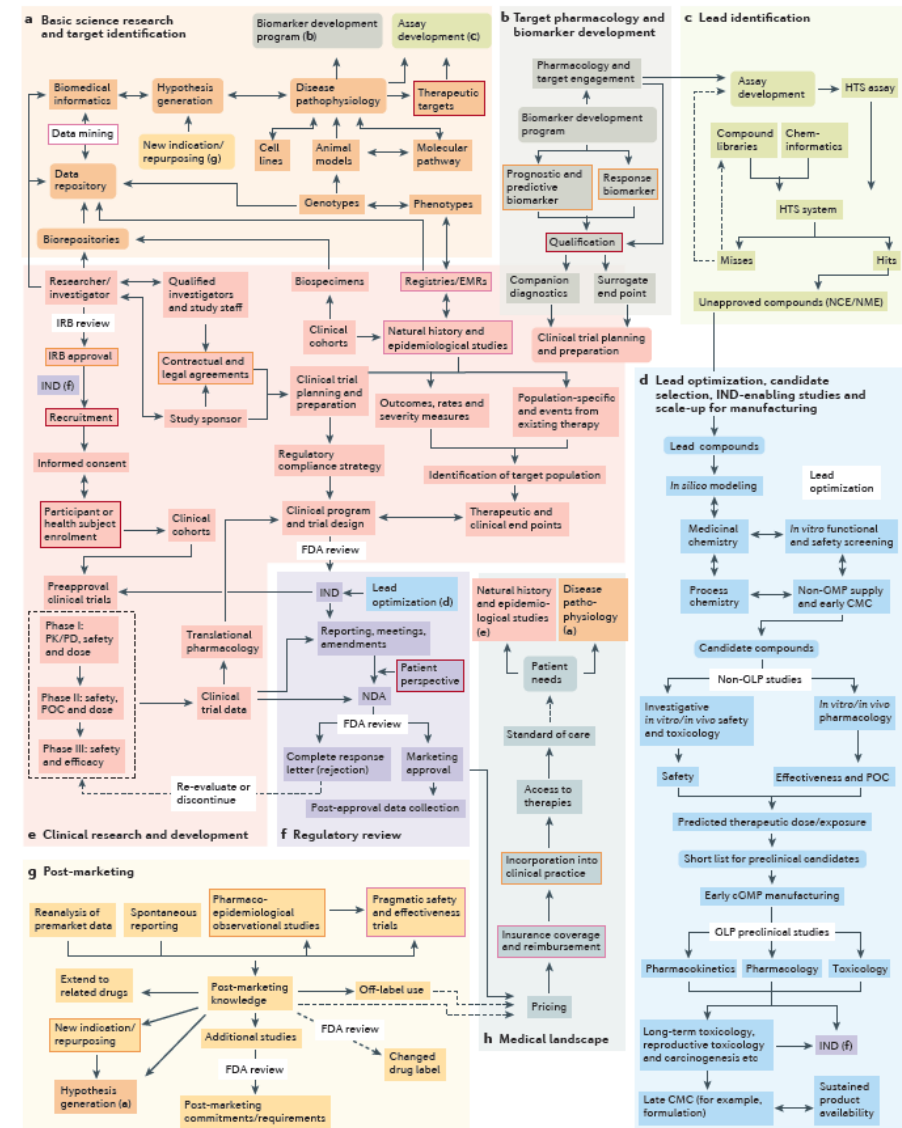 a Basic science research
and target identification
Biomarker development
program (b)
Assay
development (c)
Biomedical
informatics
Hypothesis
generation
Disease
pathophysiology
Therapeutic
targets
Data mining
New indication/
repurposing (g)
Cell
lines
Animal
models
Molecular
pathway
Data
repository
Genotypes
Phenotypes
Biorepositories
b Target pharmacology and
biomarker development
Pharmacology and
target engagement
Biomarker development
program
Prognostic and
predictive
biomarker
Response
biomarker
Qualification
Companion
diagnostics
Surrogate
end point
Clinical trial planning
and preparation
c Lead identification
Assay
development
HTS assay
Compound
libraries
Chem-
informatics
HTS system
Misses
Hits
Unapproved compounds (NCE/NME)
Researcher/
investigator
Qualified
investigators
and study staff
Biospecimens
Registries/EMRs
IRB review
Clinical
cohorts
Natural history and
epidemiological studies
IRB approval
Contractual and
legal agreements
IND (f)
Clinical trial
planning and
preparation
Outcomes, rates and
severity measures
Population-specific
and events from
existing therapy
Recruitment
Study sponsor
Informed consent
Regulatory
compliance strategy
Identification of target population
Participant or
health subject
enrolment
Clinical
cohorts
Clinical program
and trial design
Therapeutic and
clinical end points
FDA review
Preapproval
clinical trials
Phase I:
PK/PD, safety
and dose
Translational
pharmacology
Phase II: safety,
POC and dose
Clinical
trial data
Phase III: safety
and efficacy
Re-evaluate or
discontinue
e Clinical research and development
IND
Lead
optimization (d)
Reporting, meetings,
amendments
Patient
perspective
NDA
FDA review
Complete response
letter (rejection)
Marketing
approval
Post-approval data collection
f Regulatory review
Natural history
and epidemio-
logical studies
(e)
Disease
patho-
physiology
(a)
Patient
needs
Standard of care
Access to
therapies
Incorporation into
clinical practice
Insurance coverage
and reimbursement
Pricing
h Medical landscape
d Lead optimization, candidate
selection, IND-enabling studies and
scale-up for manufacturing
Lead compounds
In silico modeling
Lead
optimization
Medicinal
chemistry
In vitro functional
and safety screening
Process
chemistry
Non-GMP supply
and early CMC
Candidate compounds
Non-GLP studies
Investigative
in vitro/in vivo safety
and toxicology
In vitro/in vivo
pharmacology
Safety
Effectiveness and POC
Predicted therapeutic dose/exposure
Short list for preclinical candidates
Early cGMP manufacturing
GLP preclinical studies
Pharmacokinetics
Pharmacology
Toxicology
Long-term toxicology,
reproductive toxicology
and carcinogenesis etc
IND (f)
Late CMC (for example,
formulation)
Sustained
product
availability
g Post-marketing
Reanalysis of
premarket data
Spontaneous
reporting
Pharmaco-
epidemiological
observational studies
Pragmatic safety
and effectiveness
trials
Extend to
related drugs
Post-marketing
knowledge
Off-label use
New indication/
repurposing
Additional studies
FDA review
Changed
drug label
FDA review
Hypothesis
generation (a)
Post-marketing
commitments/requirements